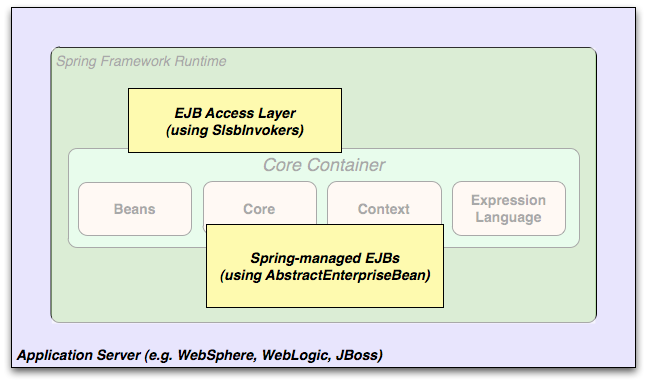 Spring Framework Runtime
EJB Access Layer
(using SlsbInvokers)
Core Container
Beans
Core
Context
Expression
Language
Spring-managed EJBs
(using AbstractEnterpriseBean)
Application Server (e.g. WebSphere, WebLogic, JBoss)